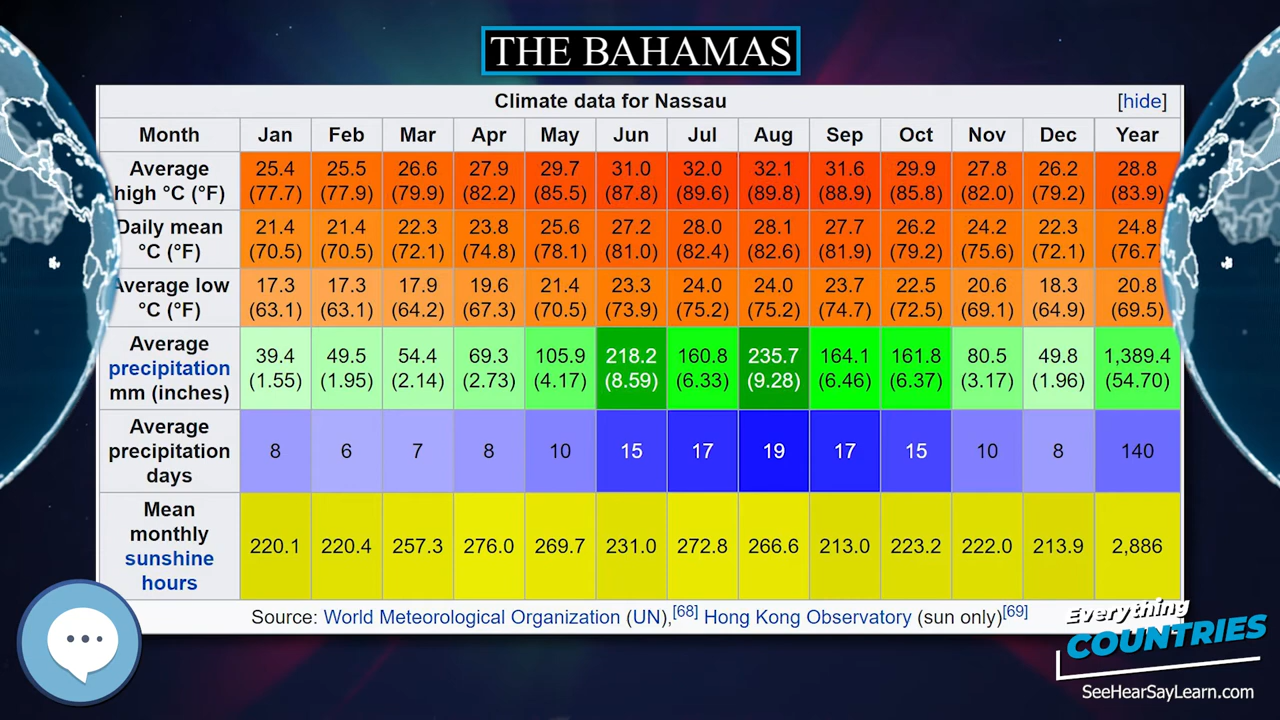 THE BAHAMAS
Climate data for Nassau [hide]
Month Jan Feb Mar Apr May Jun Jul Aug Sep Oct Nov Dec Year
Average high °C (°F) 25.4 (77.7) 25.5 (77.9) 26.6 (79.9) 27.9 (82.2) 29.7 (85.5) 31.0 (87.8) 32.0 (89.6) 32.1 (89.8) 31.6 (88.9) 29.9 (85.8) 27.8 (82.0) 26.2 (79.2) 28.8 (83.9)
Daily mean °C (°F) 21.4 (70.5) 21.4 (70.5) 22.3 (72.1) 23.8 (74.8) 25.6 (78.1) 27.2 (81.0) 28.0 (82.4) 28.1 (82.6) 27.7 (81.9) 26.2 (79.2) 24.2 (75.6) 22.3 (72.1) 24.8 (76.7)
Average low °C (°F) 17.3 (63.1) 17.3 (63.1) 17.9 (64.2) 19.6 (67.3) 21.4 (70.5) 23.3 (73.9) 24.0 (75.2) 24.0 (75.2) 23.7 (74.7) 22.5 (72.5) 20.6 (69.1) 18.3 (64.9) 20.8 (69.5)
Average precipitation mm (inches) 39.4 (1.55) 49.5 (1.95) 54.4 (2.14) 69.3 (2.73) 105.9 (4.17) 218.2 (8.59) 160.8 (6.33) 235.7 (9.28) 164.1 (6.46) 161.8 (6.37) 80.5 (3.17) 49.8 (1.96) 1,389.4 (54.70)
Average precipitation days 8 6 7 8 10 15 17 19 17 15 10 8 140
Mean monthly sunshine hours 220.1 220.4 257.3 276.0 269.7 231.0 272.8 266.6 213.0 223.2 222.0 213.9 2,886
Source: World Meteorological Organization (UN),[68] Hong Kong Observatory (sun only)[69]
Everything
COUNTRIES
SeeHearSayLearn.com